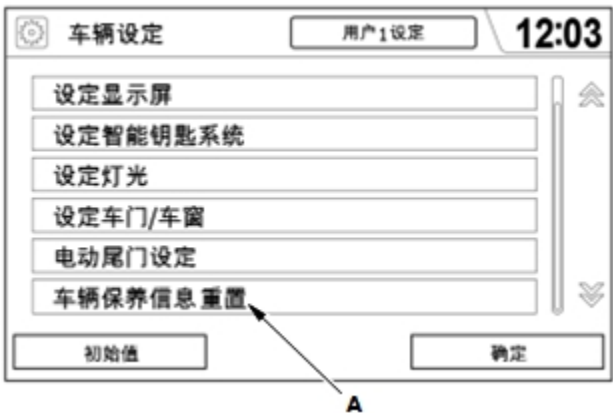 车辆设定 用户1设定 12:03
设定显示屏
设定智能钥匙系统
设定灯光
设定车门/车窗
电动尾门设定
车辆保养信息重置
初始值 确定
A